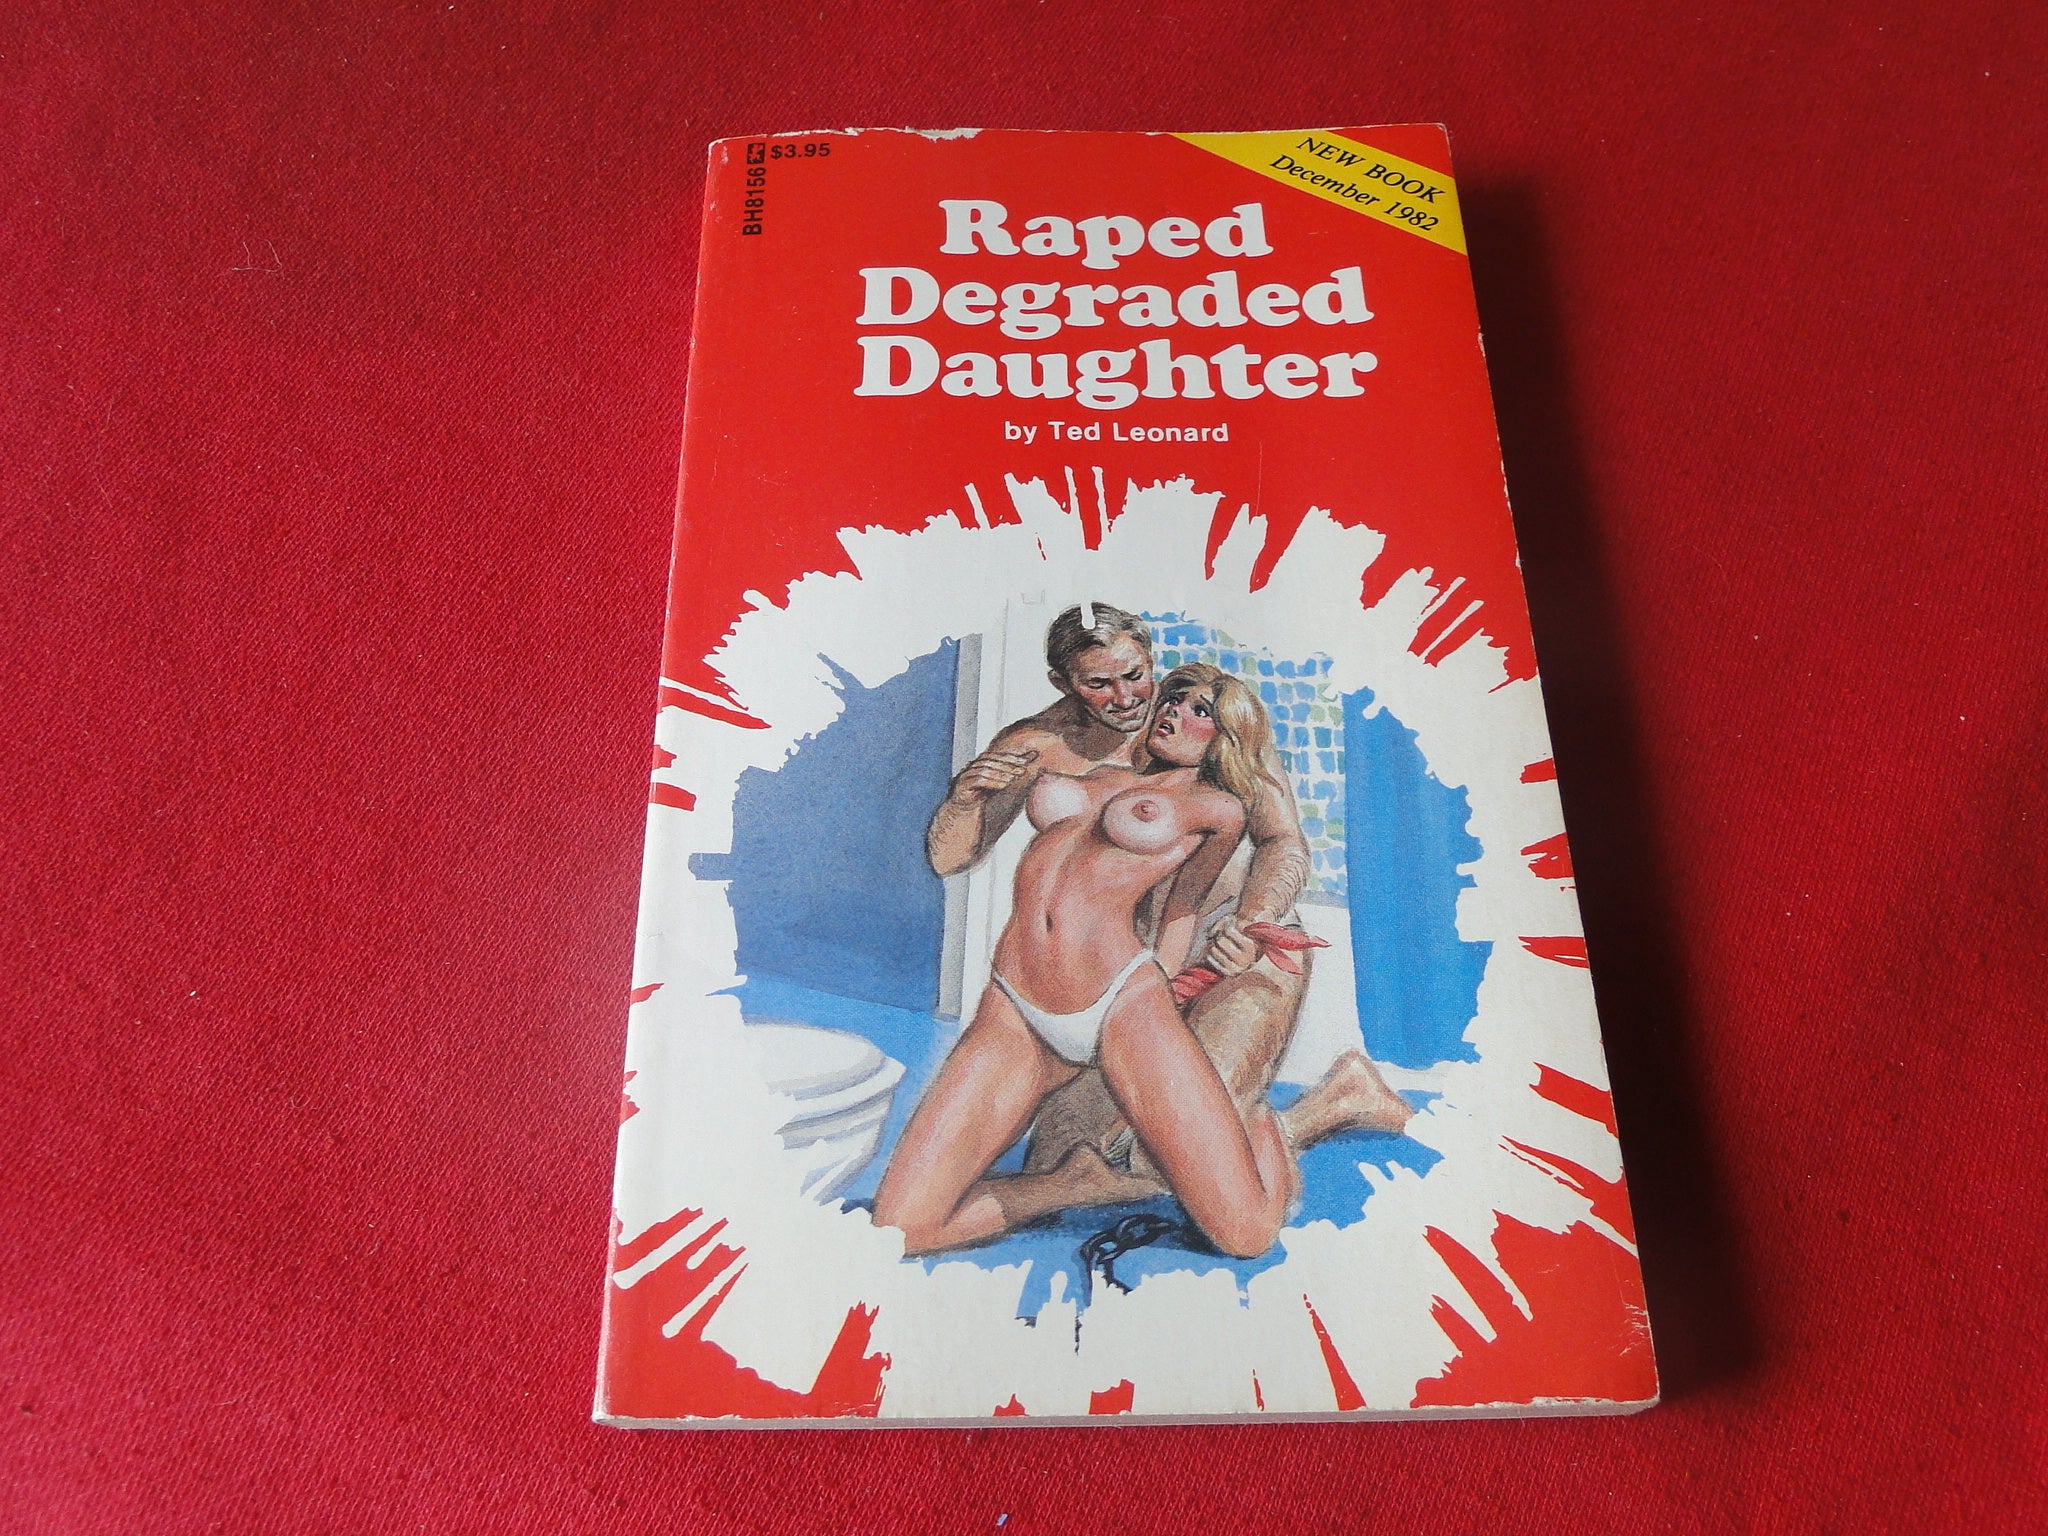 BH8156 $3.95
NEW BOOK
December 1982
Raped
Degraded
Daughter
by Ted Leonard